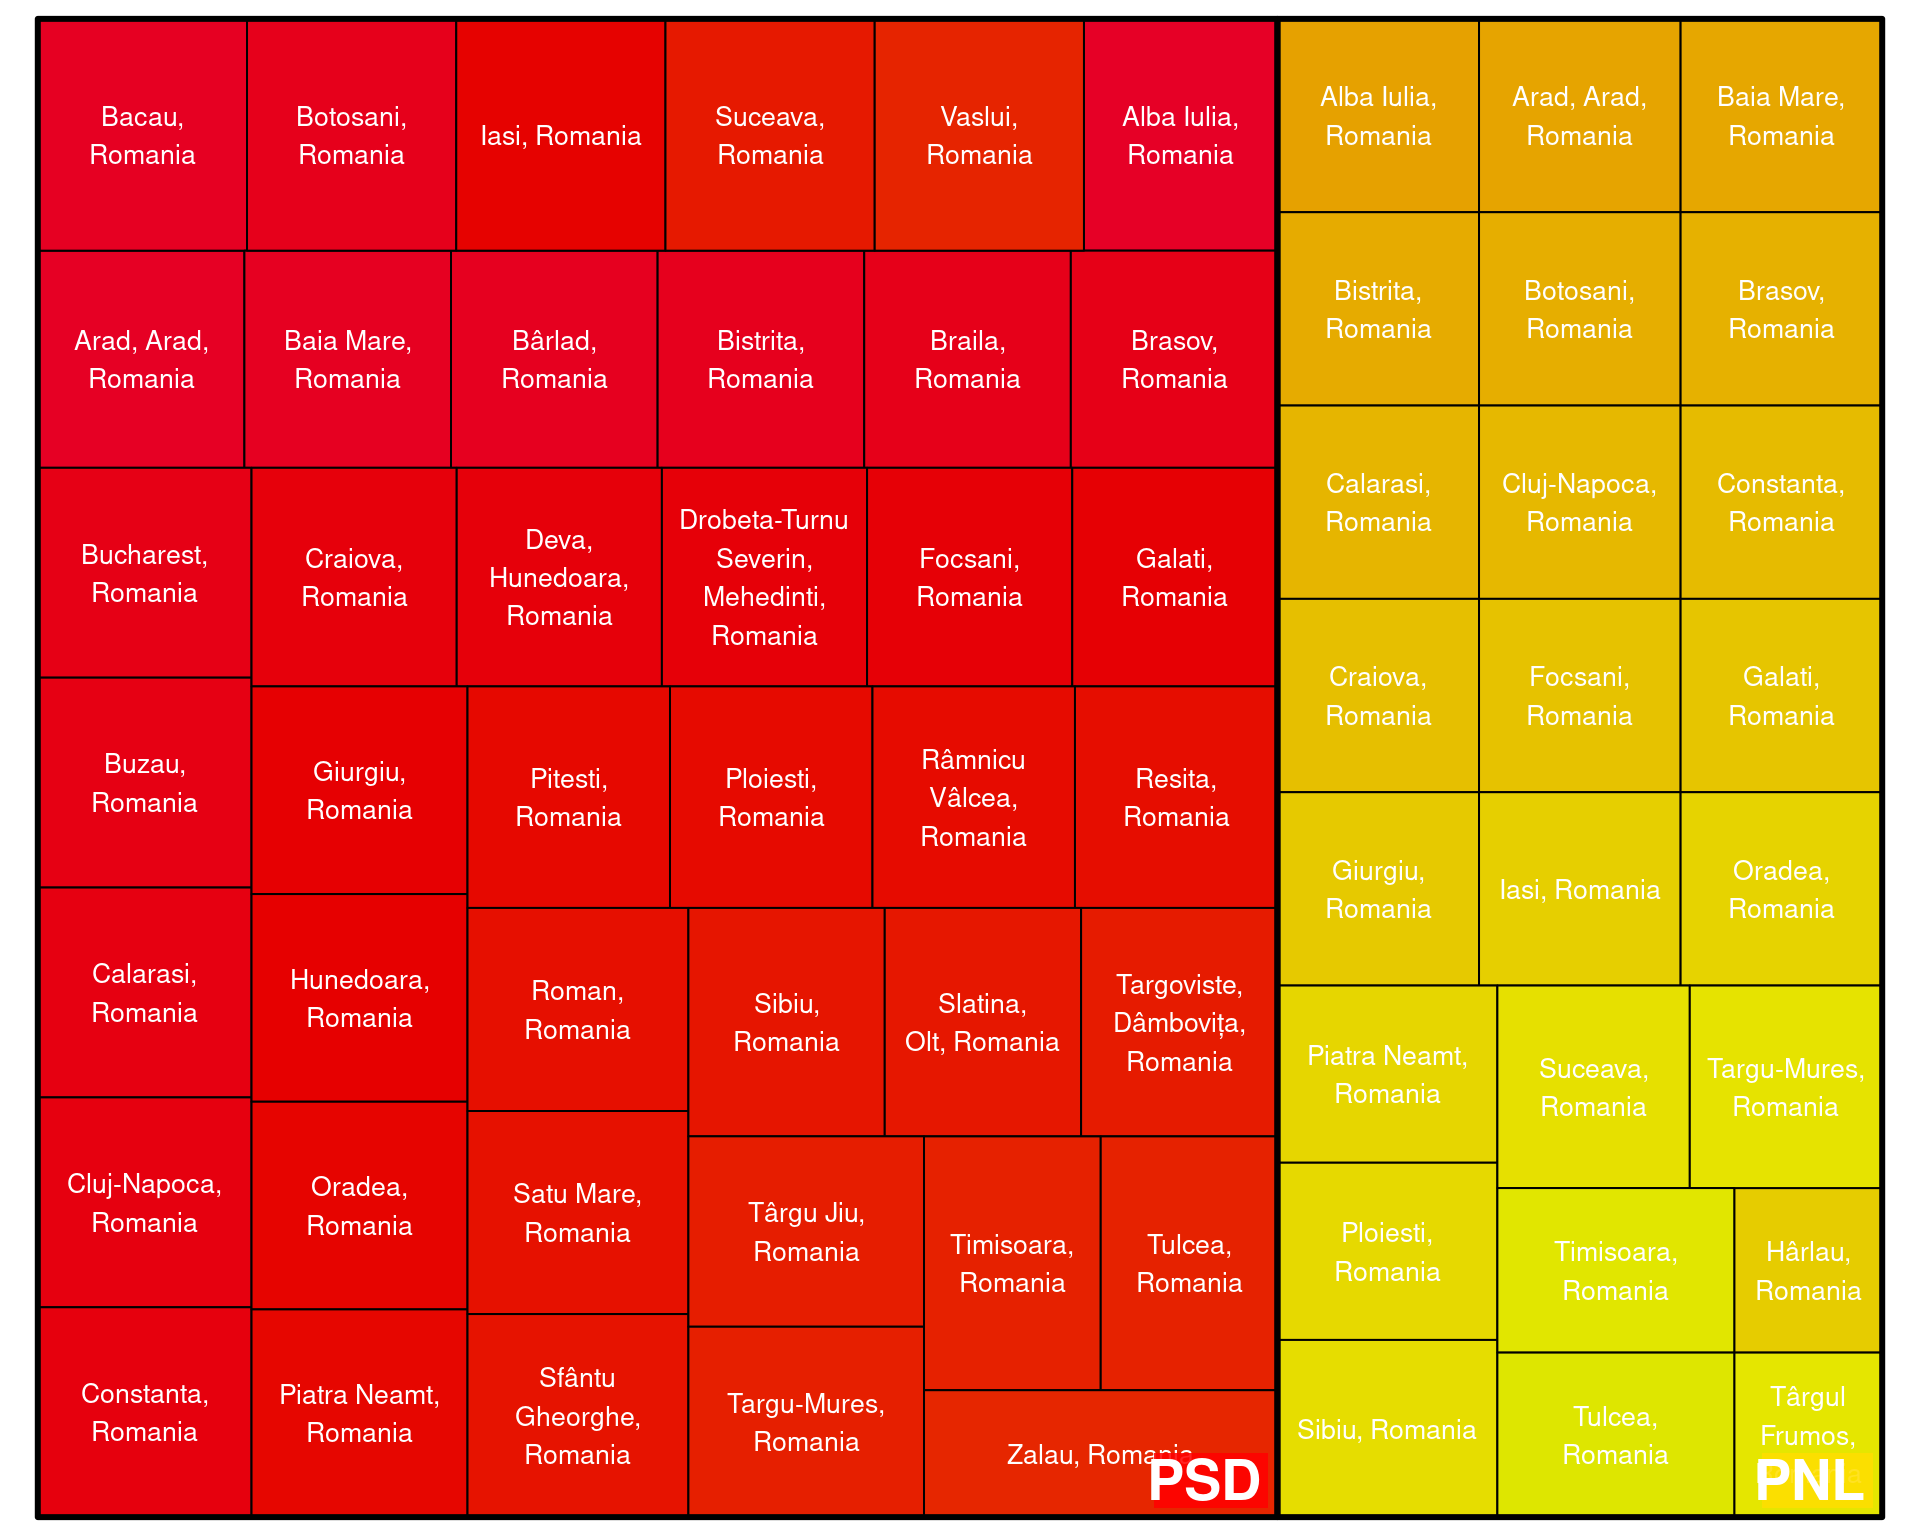 Bacau,
Romania
Botosani,
Romania
Iasi, Romania
Suceava,
Romania
Vaslui,
Romania
Alba Iulia,
Romania
Arad, Arad,
Romania
Baia Mare,
Romania
Bârlad,
Romania
Bistrita,
Romania
Braila,
Romania
Brasov,
Romania
Bucharest,
Romania
Craiova,
Romania
Deva,
Hunedoara,
Romania
Drobeta-Turnu
Severin,
Mehedinti,
Romania
Focsani,
Romania
Galati,
Romania
Buzau,
Romania
Giurgiu,
Romania
Pitesti,
Romania
Ploiesti,
Romania
Râmnicu
Vâlcea,
Romania
Resita,
Romania
Calarasi,
Romania
Hunedoara,
Romania
Roman,
Romania
Sibiu,
Romania
Slatina,
Olt, Romania
Targoviste,
Dâmbovița,
Romania
Cluj-Napoca,
Romania
Oradea,
Romania
Satu Mare,
Romania
Târgu Jiu,
Romania
Timisoara,
Romania
Tulcea,
Romania
Constanta,
Romania
Piatra Neamt,
Romania
Sfântu
Gheorghe,
Romania
Targu-Mures,
Romania
Zalau, Romania
PSD
Alba Iulia,
Romania
Arad, Arad,
Romania
Baia Mare,
Romania
Bistrita,
Romania
Botosani,
Romania
Brasov,
Romania
Calarasi,
Romania
Cluj-Napoca,
Romania
Constanta,
Romania
Craiova,
Romania
Focsani,
Romania
Galati,
Romania
Giurgiu,
Romania
Iasi, Romania
Oradea,
Romania
Piatra Neamt,
Romania
Suceava,
Romania
Targu-Mures,
Romania
Ploiesti,
Romania
Timisoara,
Romania
Hârlau,
Romania
Sibiu, Romania
Tulcea,
Romania
Târgul
Frumos,
PNL